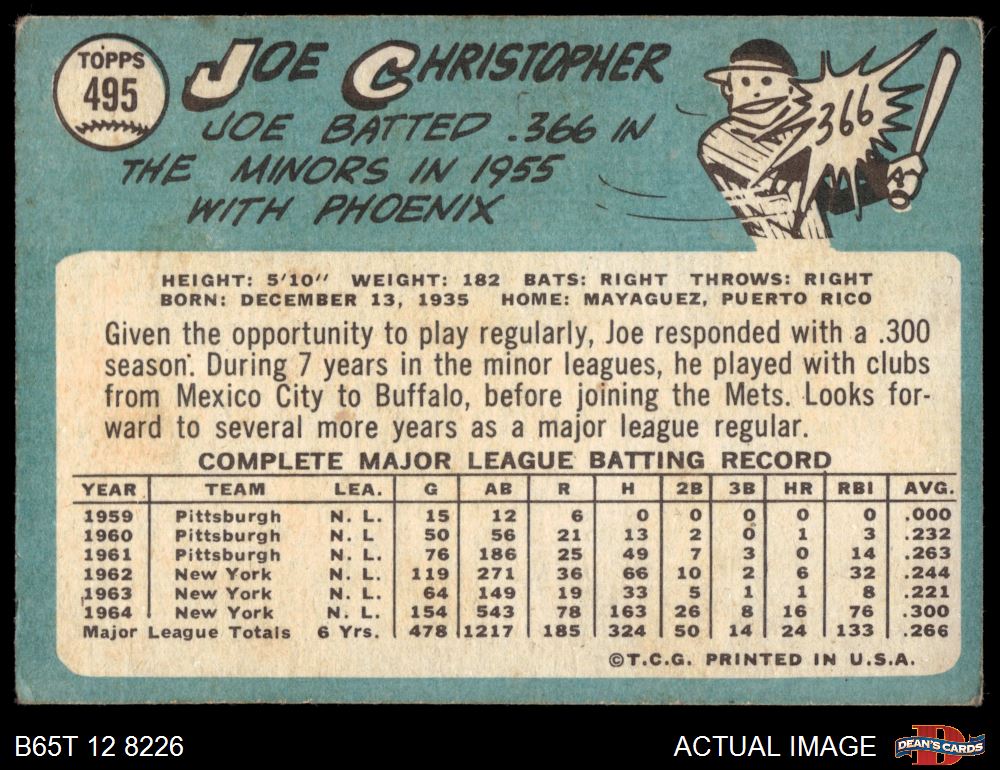 TOPPS
495
JOE CHRISTOPHER
JOE BATTED .366 IN
THE MINORS IN 1955
WITH PHOENIX
366
HEIGHT: 5'10" WEIGHT: 182 BATS: RIGHT THROWS: RIGHT
BORN: DECEMBER 13, 1935 HOME: MAYAGUEZ, PUERTO RICO
Given the opportunity to play regularly, Joe responded with a .300
season. During 7 years in the minor leagues, he played with clubs
from Mexico City to Buffalo, before joining the Mets. Looks for-
ward to several more years as a major league regular.
COMPLETE MAJOR LEAGUE BATTING RECORD
YEAR TEAM LEA. G AB R H 2B 3B HR RBI AVG.
1959 Pittsburgh N. L. 15 12 6 0 0 0 0 0 .000
1960 Pittsburgh N. L 50 56 21 13 2 0 1 3 .232
1961 Pittsburgh N. L. 76 186 25 49 7 3 0 14 .263
1962 New York N. L. 119 271 36 66 10 2 6 32 .244
1963 New York N. L. 64 149 19 33 5 1 1 8 .221
1964 New York N. L. 154 543 78 163 26 8 16 76 .300
Major League Totals 6 Yrs. 478 1217 185 324 50 14 24 133 .266
©T.C.G. PRINTED IN U.S.A.
B65T 12 8226
ACTUAL IMAGE
D
DEAN'S CARDS